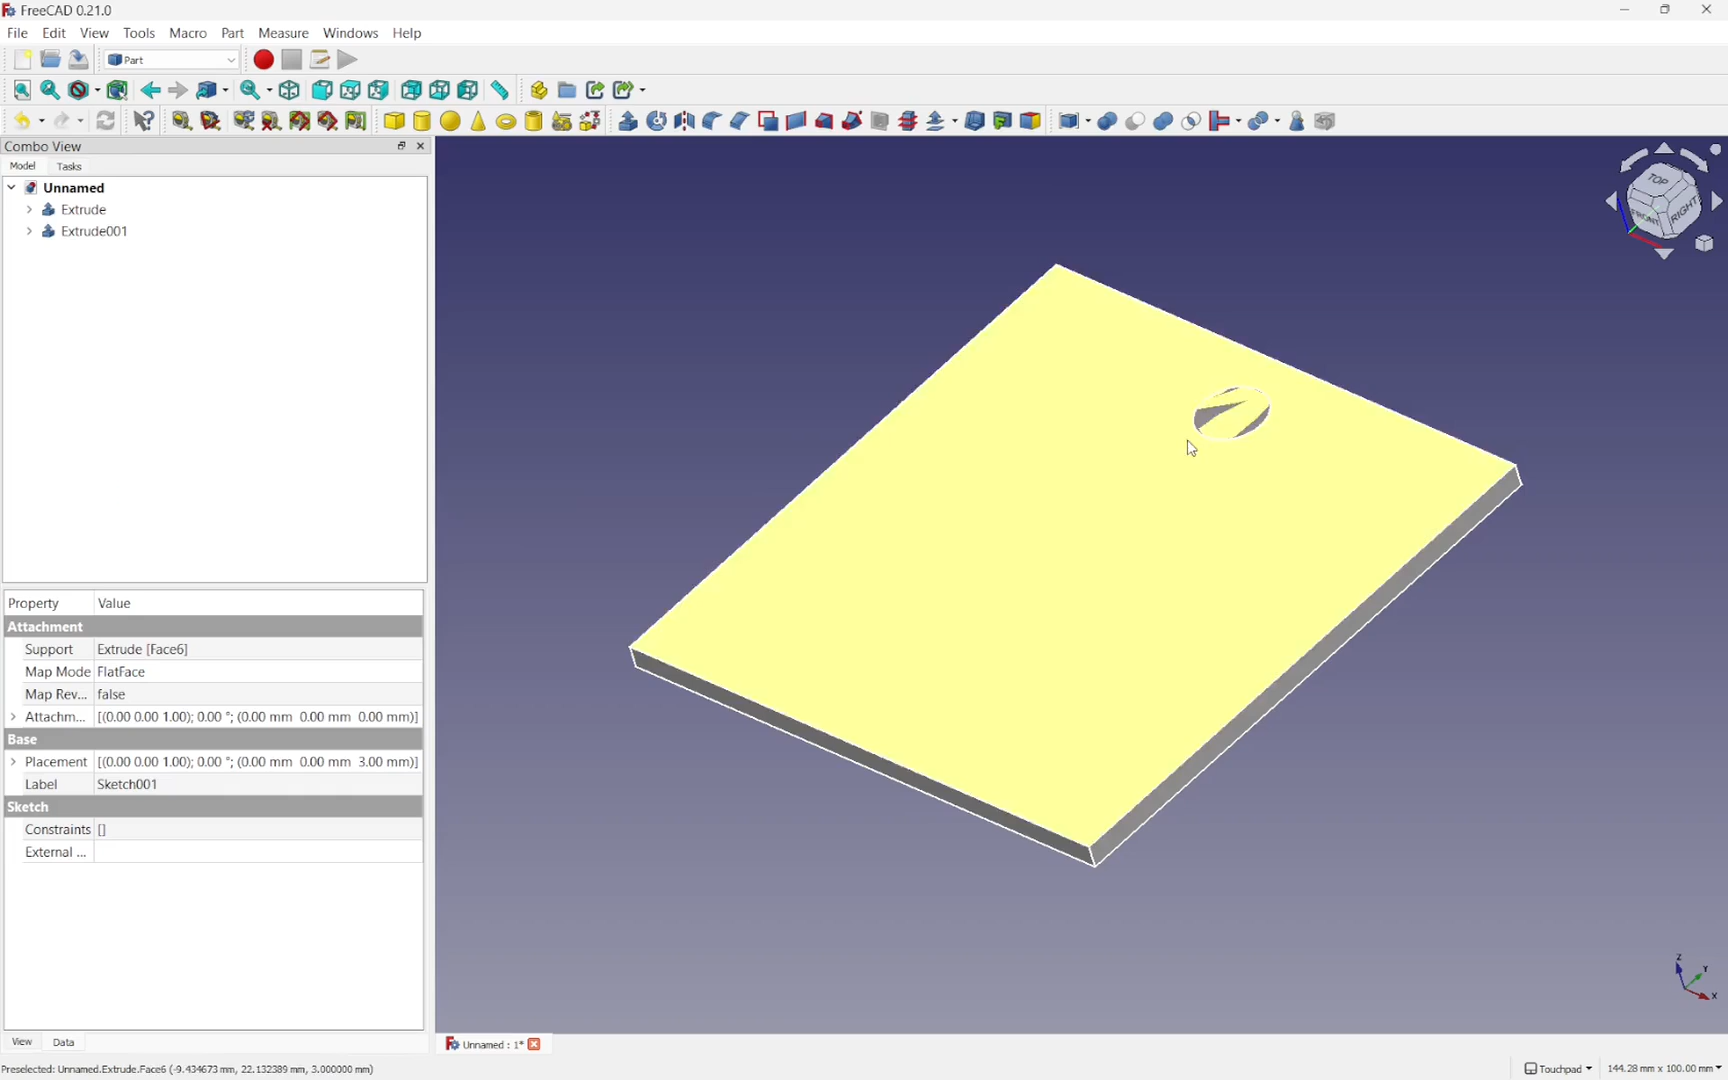 FreeCAD 0.21.0
File Edit View Tools Macro Part Measure Windows Help
Part
Combo View
Model Tasks
Unnamed
Extrude
Extrude001
Property Value
Attachment
Support Extrude [Face6]
Map Mode FlatFace
Map Rev... false
Attachm... [(0.00 0.00 1.00); 0.00 °; (0.00 mm 0.00 mm 0.00 mm)]
Base
Placement [(0.00 0.00 1.00); 0.00 °; (0.00 mm 0.00 mm 3.00 mm)]
Label Sketch001
Sketch
Constraints []
External ...
View Data
TOP
FRONT
RIGHT
Z
Y
X
Unnamed : 1*
Preselected: Unnamed.Extrude.Face6 (-9.434673 mm, 22.132389 mm, 3.000000 mm)
Touchpad
144.28 mm x 100.00 mm